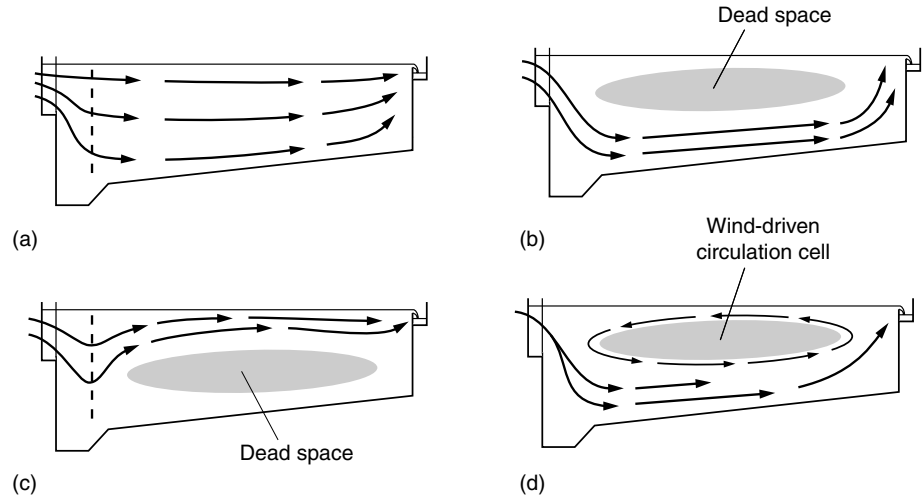 Dead space
(a)
(b)
Wind-driven
circulation cell
Dead space
(c)
(d)